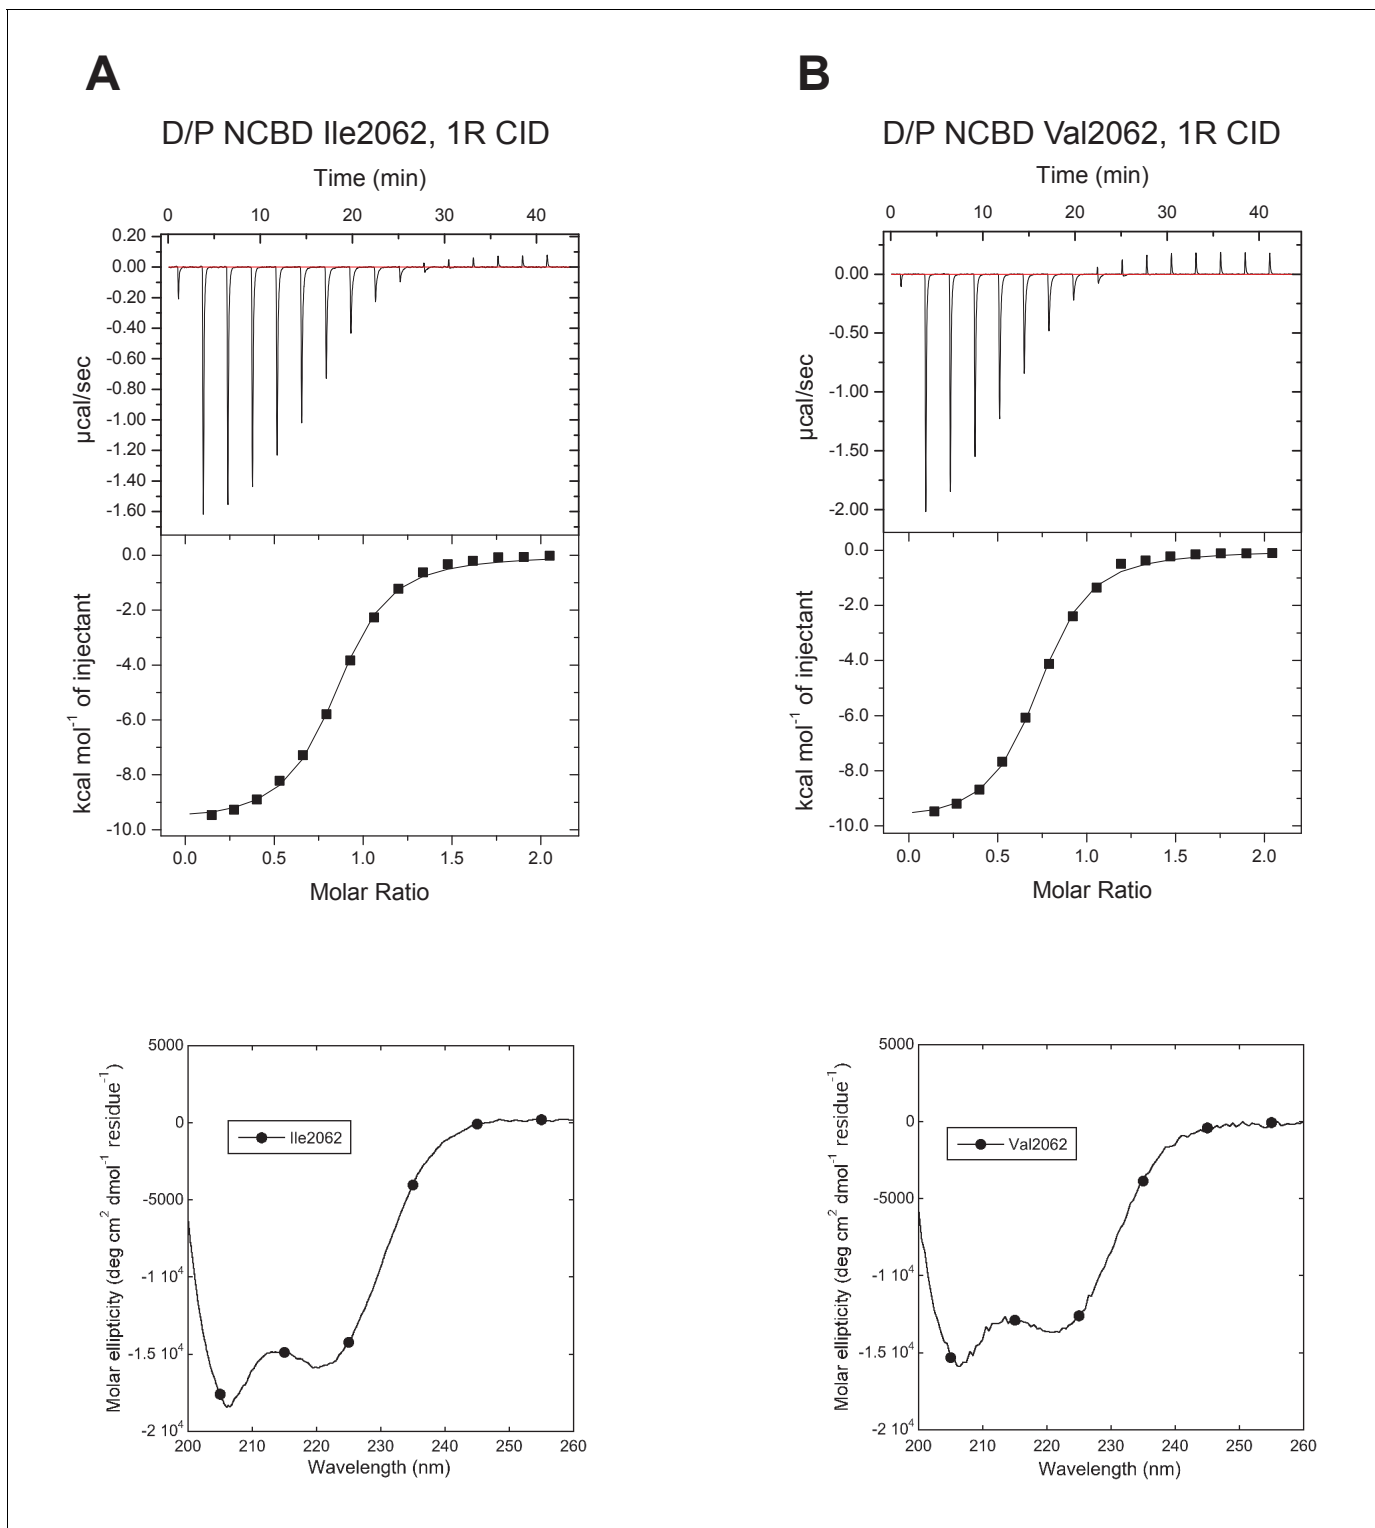 A
D/P NCBD Ile2062, 1R CID
Time (min)
0 10 20 30 40
0.20
0.00
-0.20
-0.40
-0.60
-0.80
-1.00
-1.20
-1.40
-1.60
µcal/sec
0.0
-2.0
-4.0
-6.0
-8.0
-10.0
kcal mol⁻¹ of injectant
0.0 0.5 1.0 1.5 2.0
Molar Ratio
5000
0
-5000
-1 10⁴
-1.5 10⁴
-2 10⁴
Molar ellipticity (deg cm² dmol⁻¹ residue⁻¹)
Ile2062
200 210 220 230 240 250 260
Wavelength (nm)
B
D/P NCBD Val2062, 1R CID
Time (min)
0 10 20 30 40
0.00
-0.50
-1.00
-1.50
-2.00
µcal/sec
0.0
-2.0
-4.0
-6.0
-8.0
-10.0
kcal mol⁻¹ of injectant
0.0 0.5 1.0 1.5 2.0
Molar Ratio
5000
0
-5000
-1 10⁴
-1.5 10⁴
-2 10⁴
Molar ellipticity (deg cm² dmol⁻¹ residue⁻¹)
Val2062
200 210 220 230 240 250 260
Wavelength (nm)